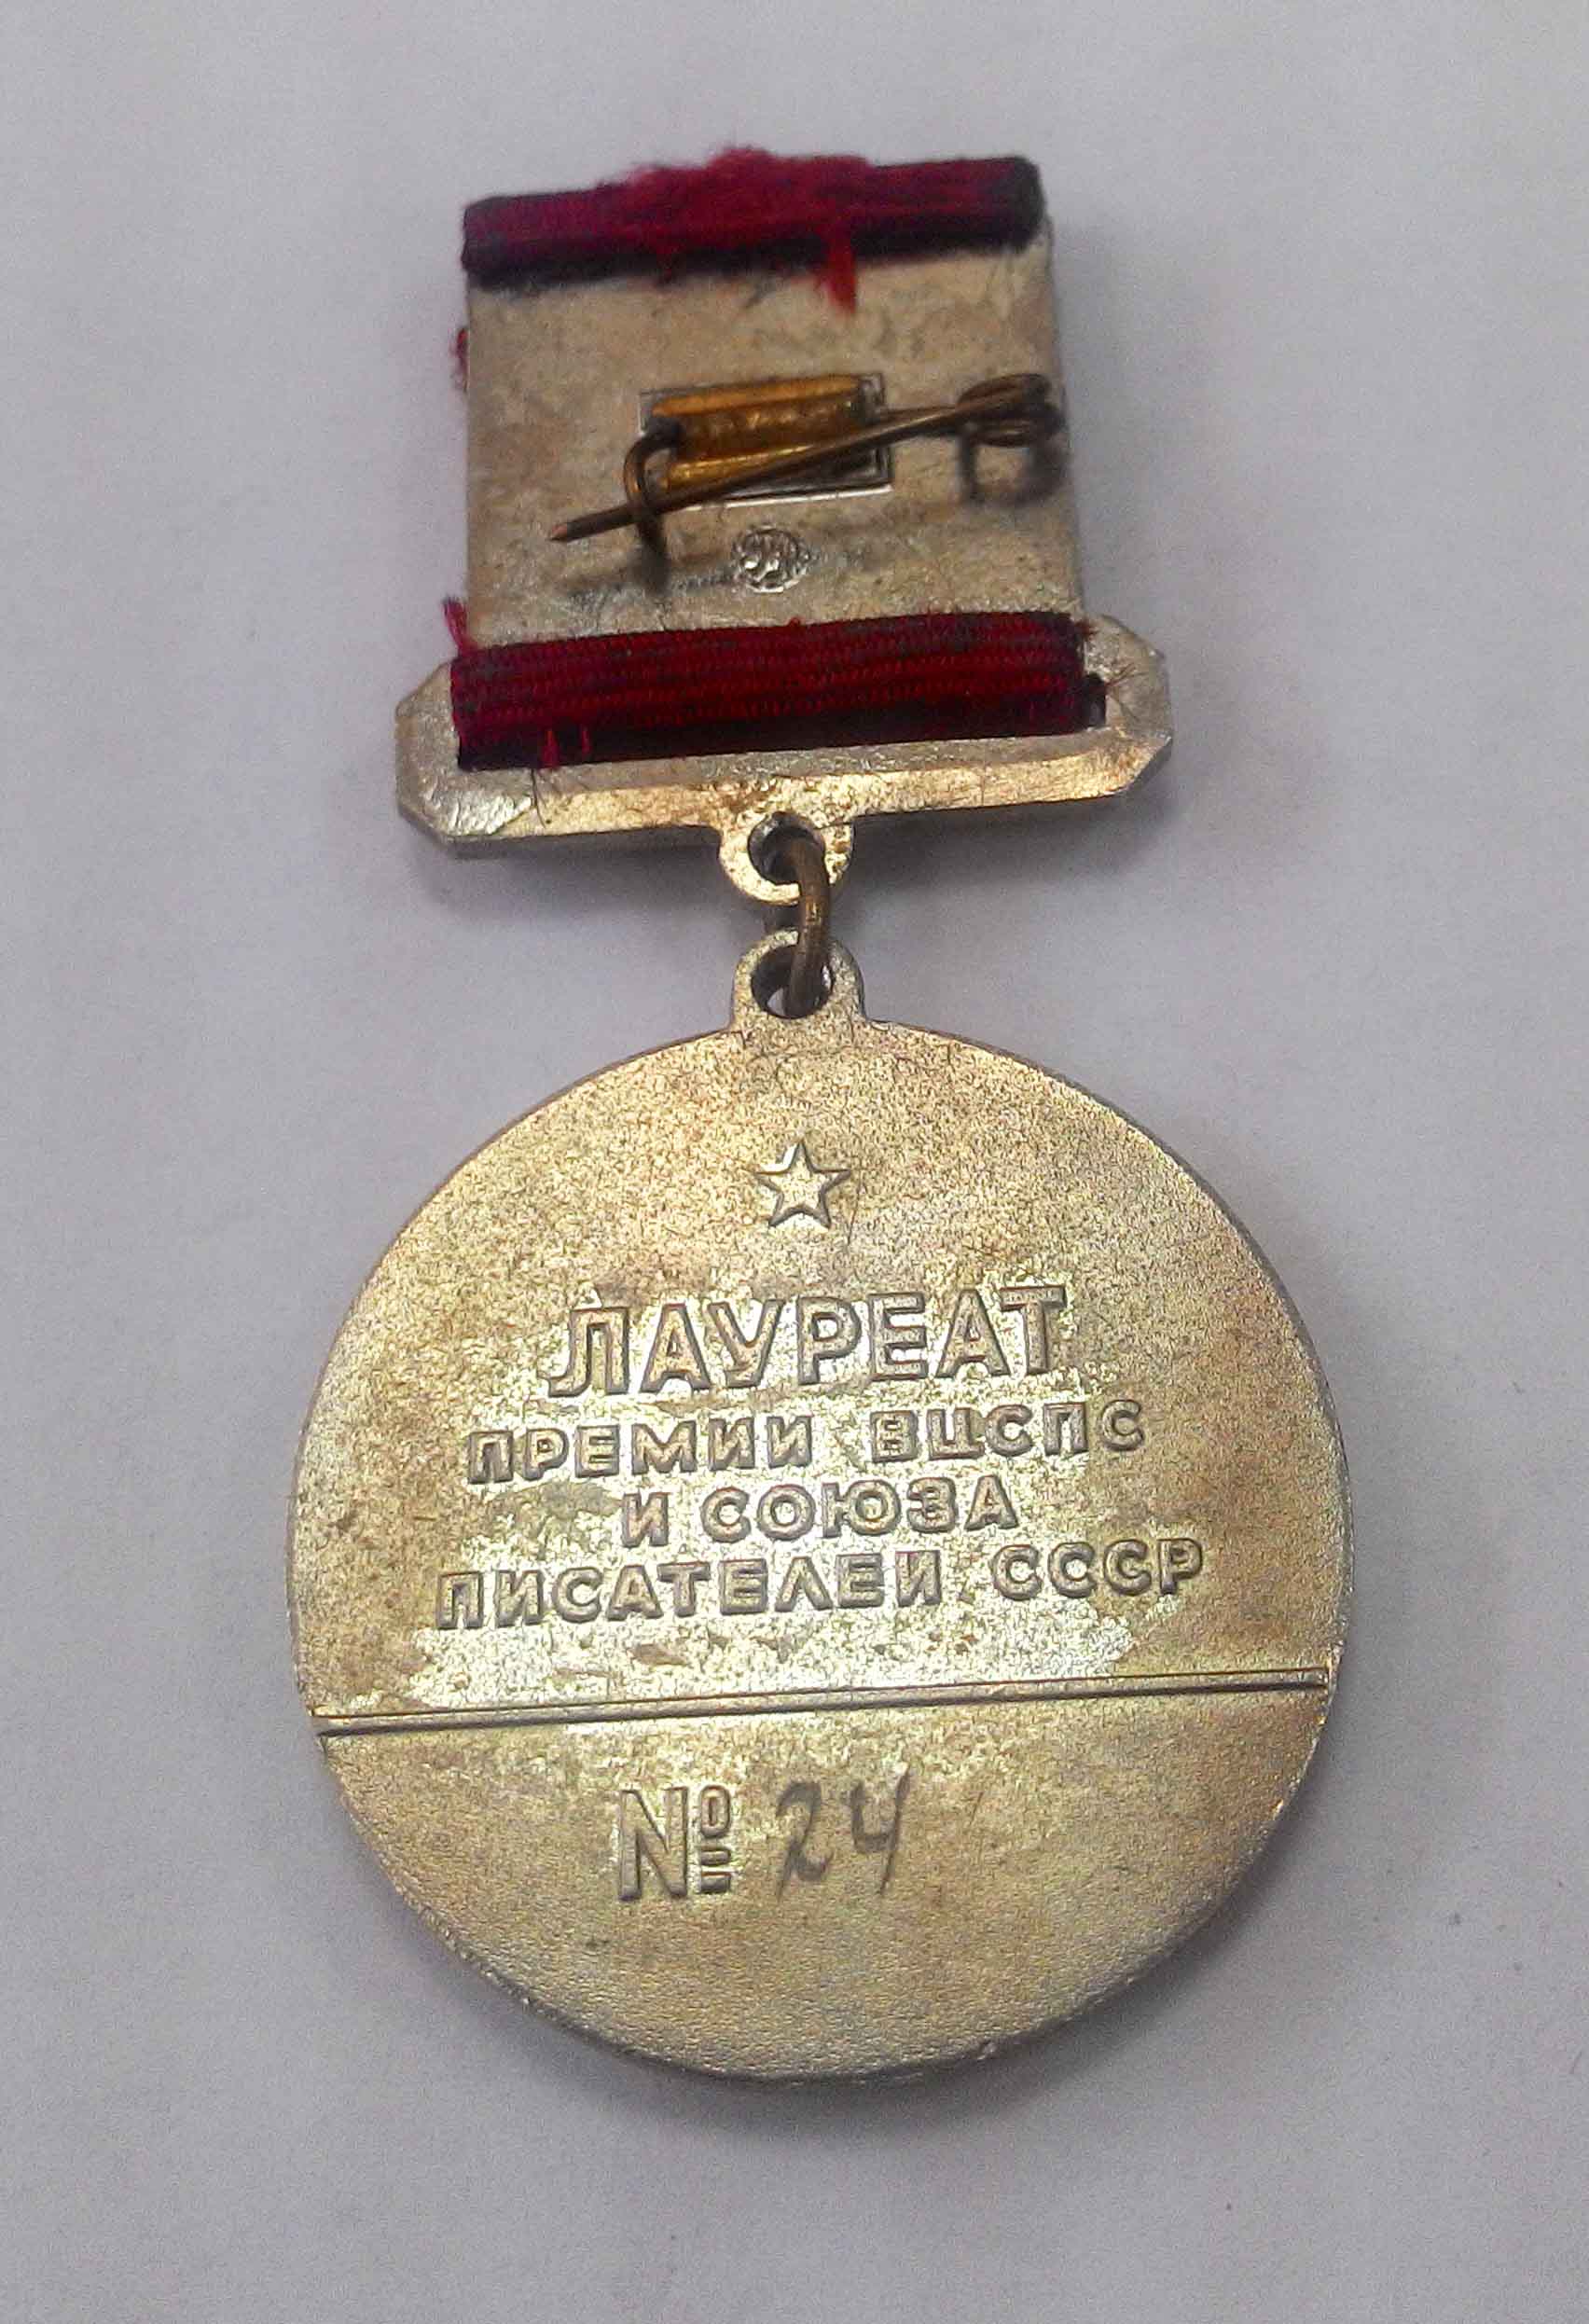 ЛАУРЕАТ
ПРЕМИИ ВЦСПС
И СОЮЗА
ПИСАТЕЛЕЙ СССР
№ 24